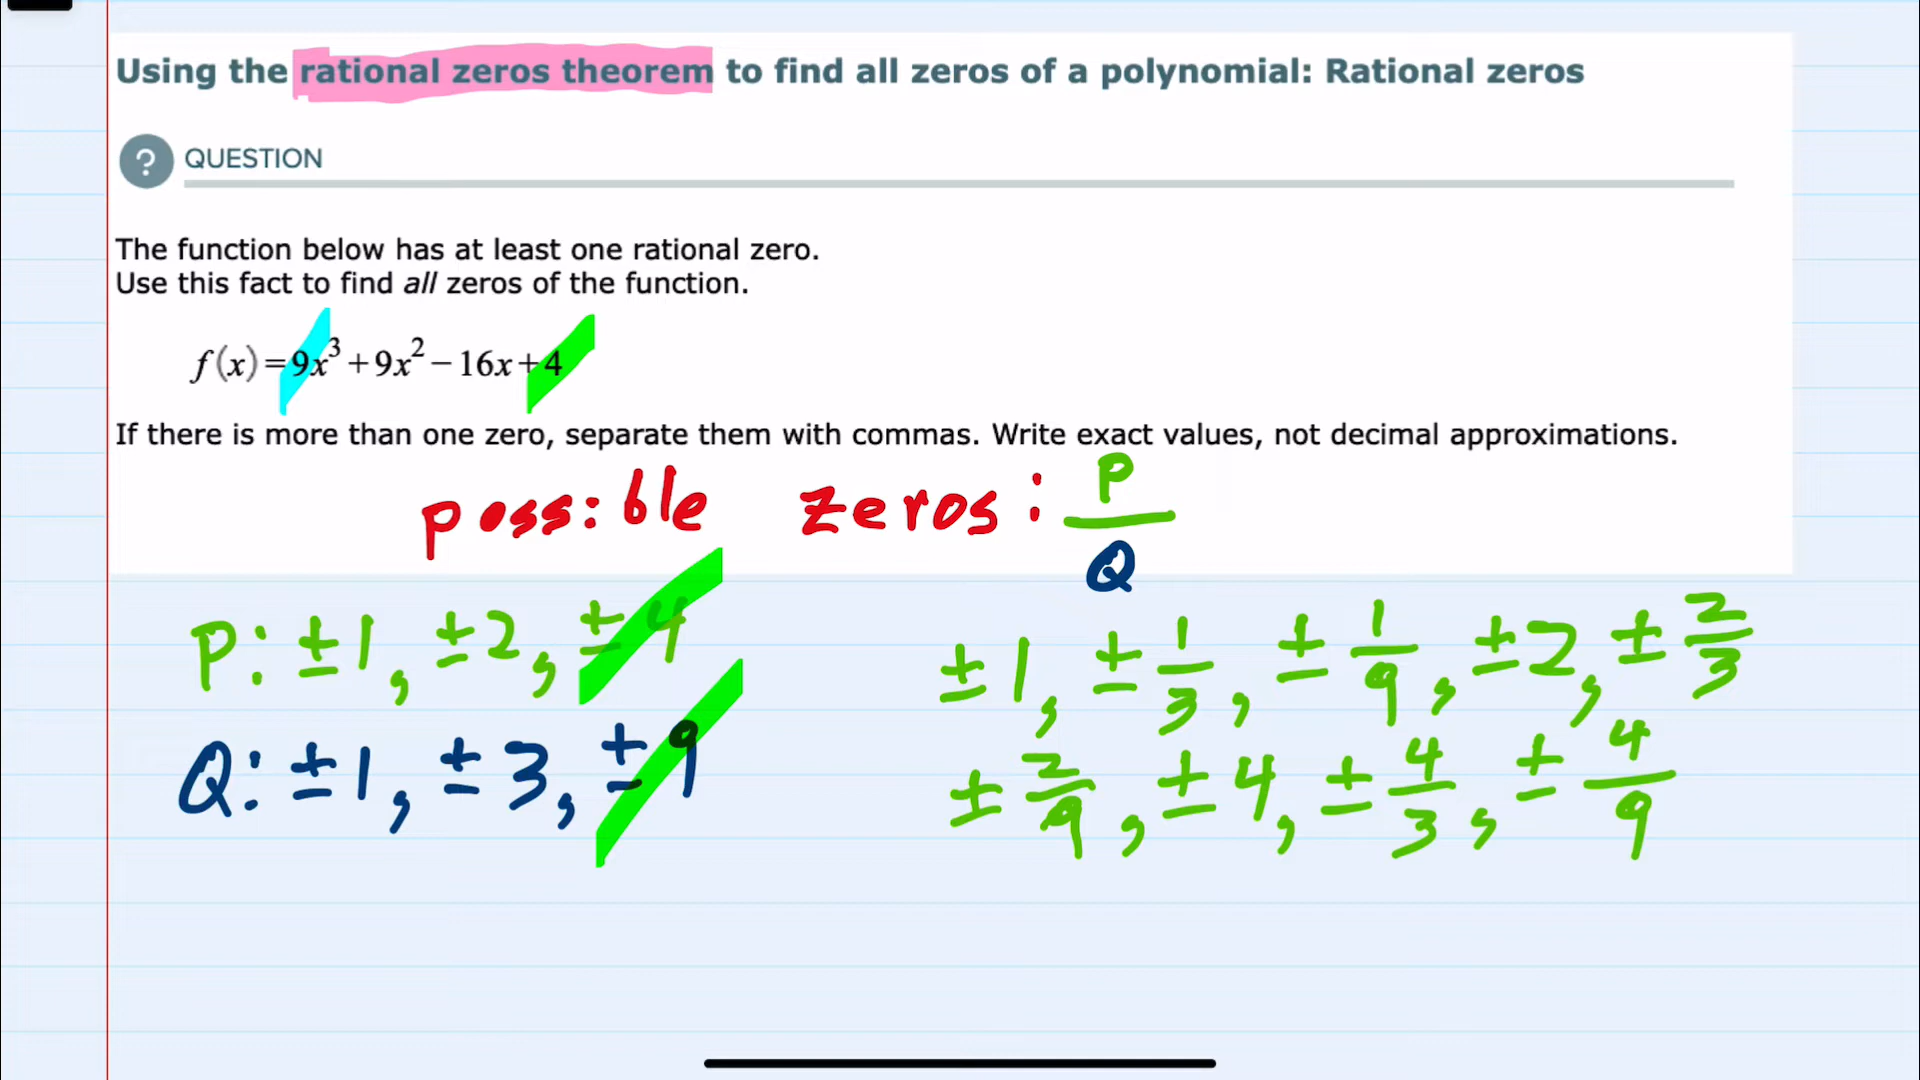 Using the rational zeros theorem to find all zeros of a polynomial: Rational zeros
? QUESTION
The function below has at least one rational zero.
Use this fact to find all zeros of the function.
f(x)=9x³+9x²−16x+4
If there is more than one zero, separate them with commas. Write exact values, not decimal approximations.
possible zeros: P/Q
P: ±1, ±2, ±4
Q: ±1, ±3, ±9
±1, ±1/3, ±1/9, ±2, ±2/3
±2/9, ±4, ±4/3, ±4/9